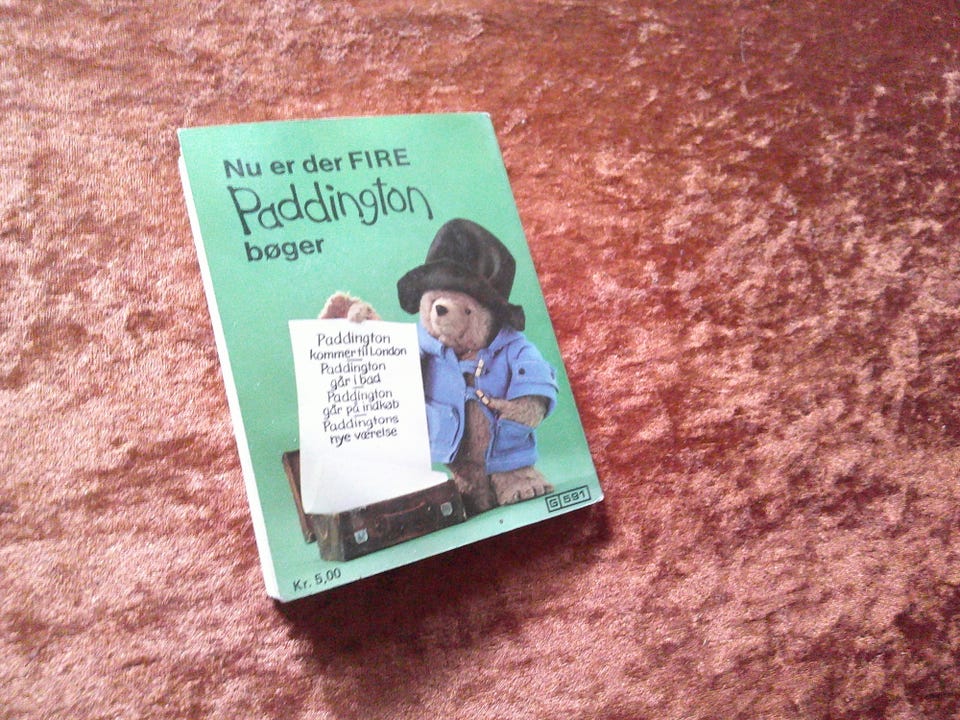 Nu er der FIRE
Paddington
bøger
Paddington
kommer til London
Paddington
går i bad
Paddington
går på indkøb
Paddingtons
nye værelse
G 591
Kr. 5,00